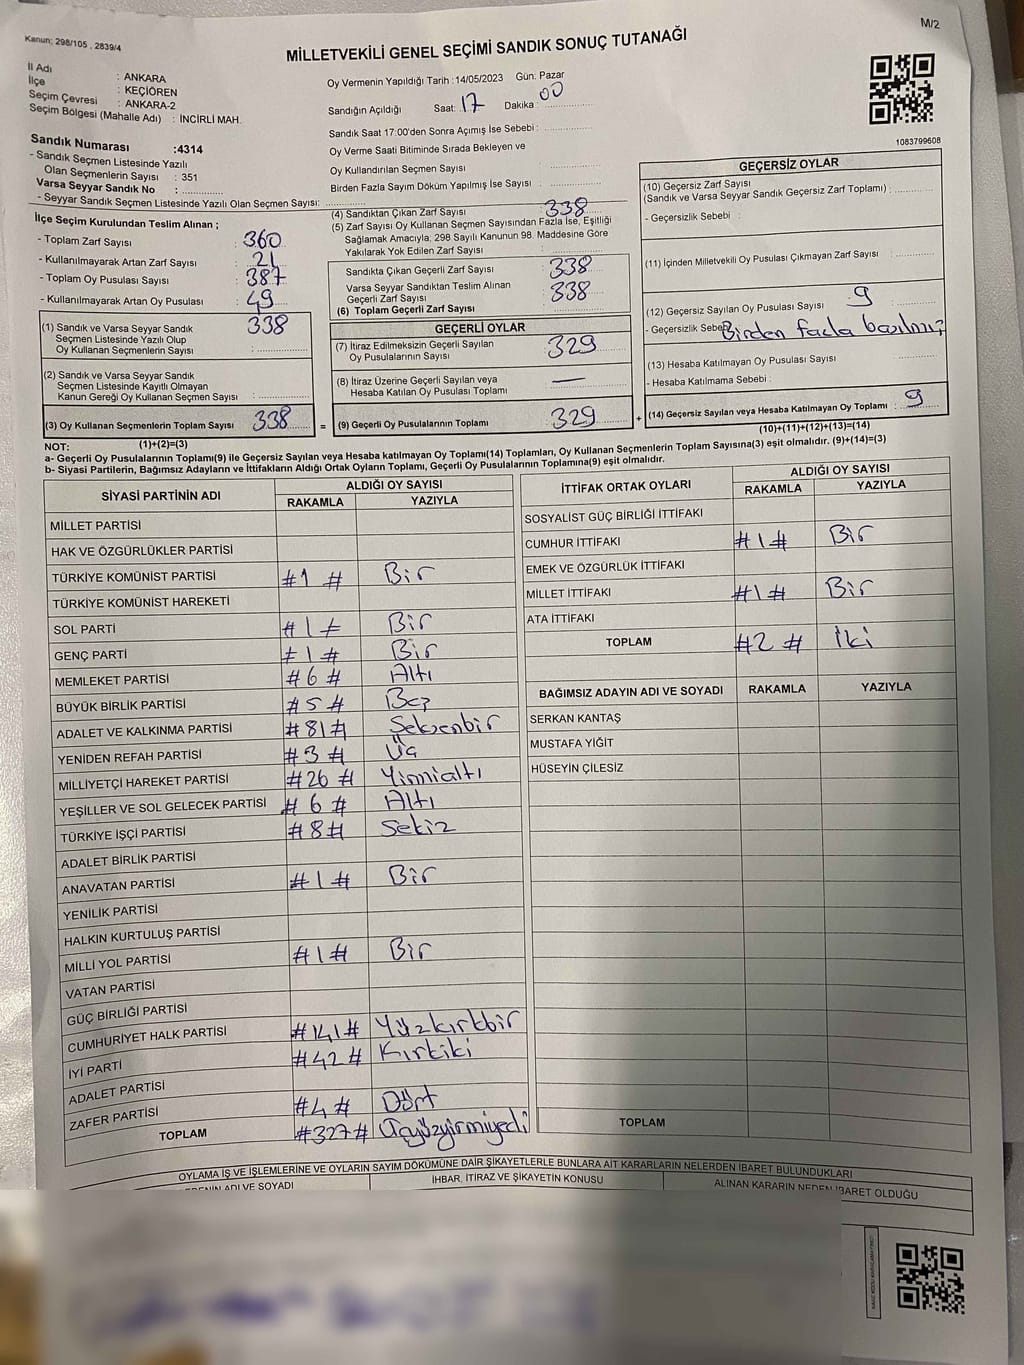 Kanun; 298/105 , 2839/4
M/2
MİLLETVEKİLİ GENEL SEÇİMİ SANDIK SONUÇ TUTANAĞI
İl Adı : ANKARA
İlçe : KEÇİÖREN
Seçim Çevresi : ANKARA-2
Seçim Bölgesi (Mahalle Adı) : İNCİRLİ MAH.
Sandık Numarası :4314
- Sandık Seçmen Listesinde Yazılı
Olan Seçmenlerin Sayısı : 351
Varsa Seyyar Sandık No :
- Seyyar Sandık Seçmen Listesinde Yazılı Olan Seçmen Sayısı:
Oy Vermenin Yapıldığı Tarih :14/05/2023 Gün: Pazar
Sandığın Açıldığı Saat: 17 Dakika : 00
Sandık Saat 17:00'den Sonra Açımış İse Sebebi :
Oy Verme Saati Bitiminde Sırada Bekleyen ve
Oy Kullandırılan Seçmen Sayısı :
Birden Fazla Sayım Döküm Yapılmış İse Sayısı :
1083799608
İlçe Seçim Kurulundan Teslim Alınan ;
- Toplam Zarf Sayısı : 360
- Kullanılmayarak Artan Zarf Sayısı : 21
- Toplam Oy Pusulası Sayısı : 387
- Kullanılmayarak Artan Oy Pusulası : 49
(1) Sandık ve Varsa Seyyar Sandık
Seçmen Listesinde Yazılı Olup
Oy Kullanan Seçmenlerin Sayısı : 338
(2) Sandık ve Varsa Seyyar Sandık
Seçmen Listesinde Kayıtlı Olmayan
Kanun Gereği Oy Kullanan Seçmen Sayısı :
(3) Oy Kullanan Seçmenlerin Toplam Sayısı 338
(1)+(2)=(3)
(4) Sandıktan Çıkan Zarf Sayısı : 338
(5) Zarf Sayısı Oy Kullanan Seçmen Sayısından Fazla İse, Eşitliği
Sağlamak Amacıyla; 298 Sayılı Kanunun 98. Maddesine Göre
Yakılarak Yok Edilen Zarf Sayısı :
Sandıkta Çıkan Geçerli Zarf Sayısı : 338
Varsa Seyyar Sandıktan Teslim Alınan
Geçerli Zarf Sayısı : 338
(6) Toplam Geçerli Zarf Sayısı :
GEÇERLİ OYLAR
(7) İtiraz Edilmeksizin Geçerli Sayılan
Oy Pusulalarının Sayısı : 329
(8) İtiraz Üzerine Geçerli Sayılan veya
Hesaba Katılan Oy Pusulası Toplamı : —
= (9) Geçerli Oy Pusulalarının Toplamı : 329 +
GEÇERSİZ OYLAR
(10) Geçersiz Zarf Sayısı
(Sandık ve Varsa Seyyar Sandık Geçersiz Zarf Toplamı) :
- Geçersizlik Sebebi :
(11) İçinden Milletvekili Oy Pusulası Çıkmayan Zarf Sayısı :
(12) Geçersiz Sayılan Oy Pusulası Sayısı : 9
- Geçersizlik Sebebi Birden fazla basılmış
(13) Hesaba Katılmayan Oy Pusulası Sayısı :
- Hesaba Katılmama Sebebi :
(14) Geçersiz Sayılan veya Hesaba Katılmayan Oy Toplamı : 9
(10)+(11)+(12)+(13)=(14)
NOT:
a- Geçerli Oy Pusulalarının Toplamı(9) ile Geçersiz Sayılan veya Hesaba katılmayan Oy Toplamı(14) Toplamları, Oy Kullanan Seçmenlerin Toplam Sayısına(3) eşit olmalıdır. (9)+(14)=(3)
b- Siyasi Partilerin, Bağımsız Adayların ve İttifakların Aldığı Ortak Oyların Toplamı, Geçerli Oy Pusulalarının Toplamına(9) eşit olmalıdır.
SİYASİ PARTİNİN ADI ALDIĞI OY SAYISI
RAKAMLA YAZIYLA
MİLLET PARTİSİ
HAK VE ÖZGÜRLÜKLER PARTİSİ
TÜRKİYE KOMÜNİST PARTİSİ #1# Bir
TÜRKİYE KOMÜNİST HAREKETİ
SOL PARTİ #1# Bir
GENÇ PARTİ #1# Bir
MEMLEKET PARTİSİ #6# Altı
BÜYÜK BİRLİK PARTİSİ #5# Beş
ADALET VE KALKINMA PARTİSİ #81# Seksenbir
YENİDEN REFAH PARTİSİ #3# Üç
MİLLİYETÇİ HAREKET PARTİSİ #26# Yirmialtı
YEŞİLLER VE SOL GELECEK PARTİSİ #6# Altı
TÜRKİYE İŞÇİ PARTİSİ #8# Sekiz
ADALET BİRLİK PARTİSİ
ANAVATAN PARTİSİ #1# Bir
YENİLİK PARTİSİ
HALKIN KURTULUŞ PARTİSİ
MİLLİ YOL PARTİSİ #1# Bir
VATAN PARTİSİ
GÜÇ BİRLİĞİ PARTİSİ
CUMHURİYET HALK PARTİSİ #141# Yüzkırkbir
İYİ PARTİ #42# Kırkiki
ADALET PARTİSİ
ZAFER PARTİSİ #4# Dört
TOPLAM #327# Üçyüzyirmiyedi
İTTİFAK ORTAK OYLARI ALDIĞI OY SAYISI
RAKAMLA YAZIYLA
SOSYALİST GÜÇ BİRLİĞİ İTTİFAKI
CUMHUR İTTİFAKI #1# Bir
EMEK VE ÖZGÜRLÜK İTTİFAKI
MİLLET İTTİFAKI #1# Bir
ATA İTTİFAKI
TOPLAM #2# İki
BAĞIMSIZ ADAYIN ADI VE SOYADI RAKAMLA YAZIYLA
SERKAN KANTAŞ
MUSTAFA YİĞİT
HÜSEYİN ÇİLESİZ
TOPLAM
OYLAMA İŞ VE İŞLEMLERİNE VE OYLARIN SAYIM DÖKÜMÜNE DAİR ŞİKAYETLERLE BUNLARA AİT KARARLARIN NELERDEN İBARET BULUNDUKLARI
ADI VE SOYADI İHBAR, İTİRAZ VE ŞİKAYETİN KONUSU ALINAN KARARIN NEDEN İBARET OLDUĞU